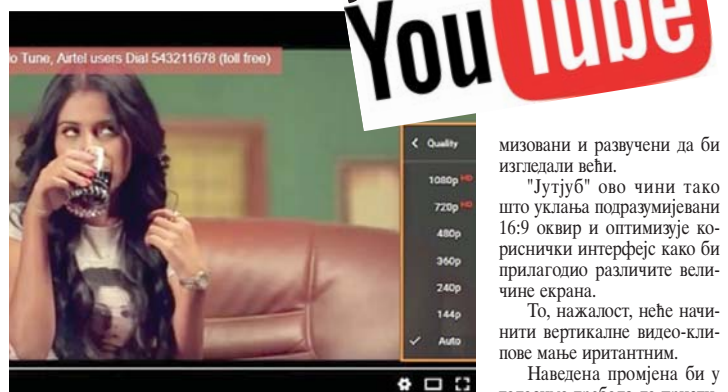 YouTube
o Tune, Airtel users Dial 543211678 (toll free)
Quality
1080p HD
720p HD
480p
360p
240p
144p
Auto
мизовани и развучени да би
изгледали већи.
"Јутјуб" ово чини тако
што уклања подразумијевани
16:9 оквир и оптимизује ко-
риснички интерфејс како би
прилагодио различите вели-
чине екрана.
То, нажалост, неће начи-
нити вертикалне видео-кли-
пове мање иритантним.
Наведена промјена би у